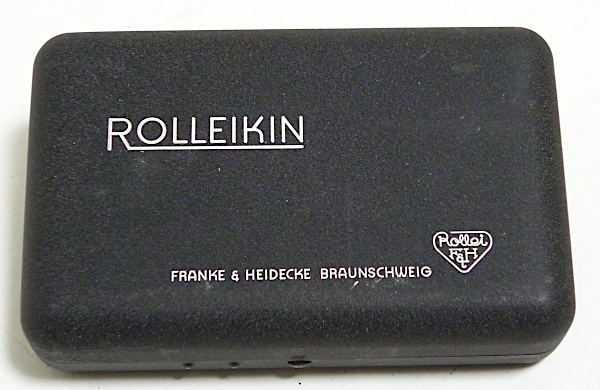 ROLLEIKIN
Rollei
F&H
FRANKE & HEIDECKE BRAUNSCHWEIG